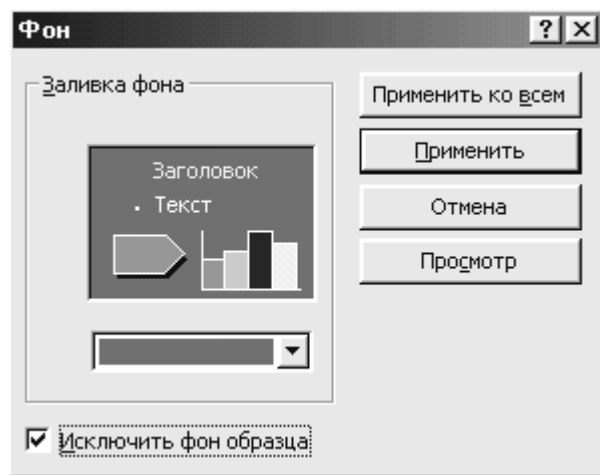 Фон
Заливка фона
Заголовок
. Текст
Применить ко всем
Применить
Отмена
Просмотр
Исключить фон образца